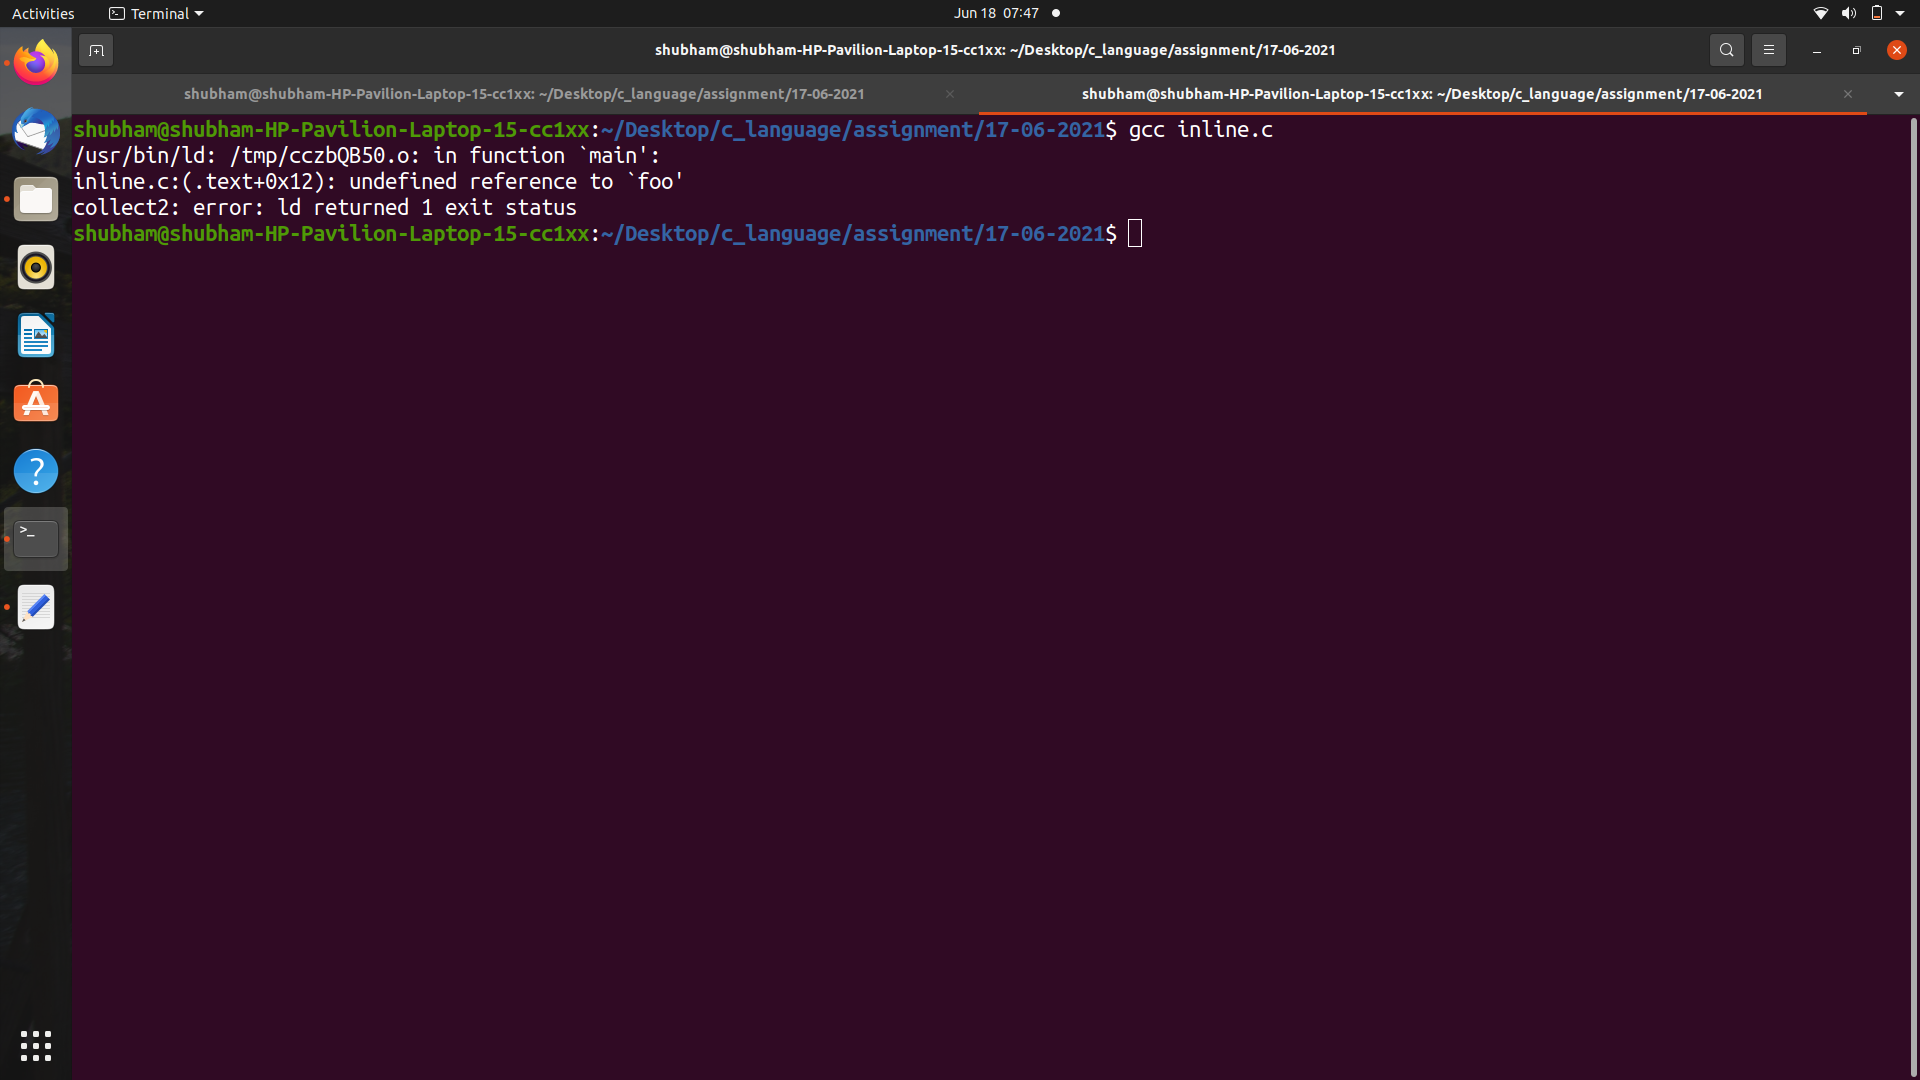 Activities Terminal Jun 18 07:47
shubham@shubham-HP-Pavilion-Laptop-15-cc1xx: ~/Desktop/c_language/assignment/17-06-2021
shubham@shubham-HP-Pavilion-Laptop-15-cc1xx: ~/Desktop/c_language/assignment/17-06-2021 shubham@shubham-HP-Pavilion-Laptop-15-cc1xx: ~/Desktop/c_language/assignment/17-06-2021
shubham@shubham-HP-Pavilion-Laptop-15-cc1xx:~/Desktop/c_language/assignment/17-06-2021$ gcc inline.c
/usr/bin/ld: /tmp/cczbQB50.o: in function `main':
inline.c:(.text+0x12): undefined reference to `foo'
collect2: error: ld returned 1 exit status
shubham@shubham-HP-Pavilion-Laptop-15-cc1xx:~/Desktop/c_language/assignment/17-06-2021$